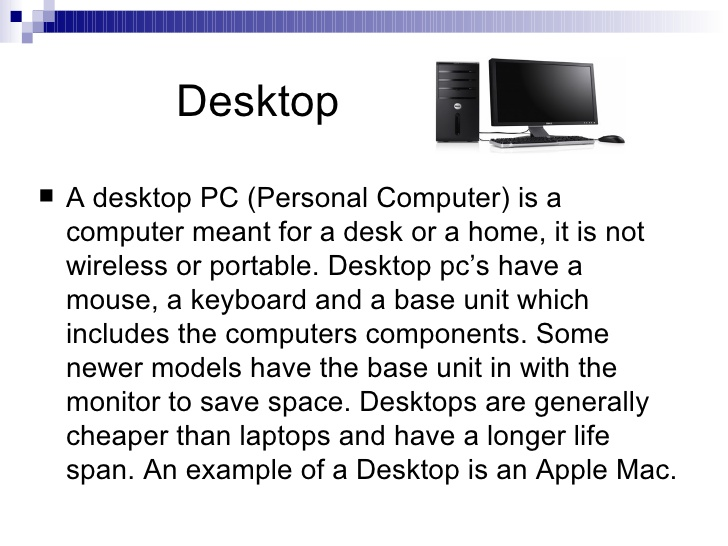 Desktop
A desktop PC (Personal Computer) is a
computer meant for a desk or a home, it is not
wireless or portable. Desktop pc’s have a
mouse, a keyboard and a base unit which
includes the computers components. Some
newer models have the base unit in with the
monitor to save space. Desktops are generally
cheaper than laptops and have a longer life
span. An example of a Desktop is an Apple Mac.